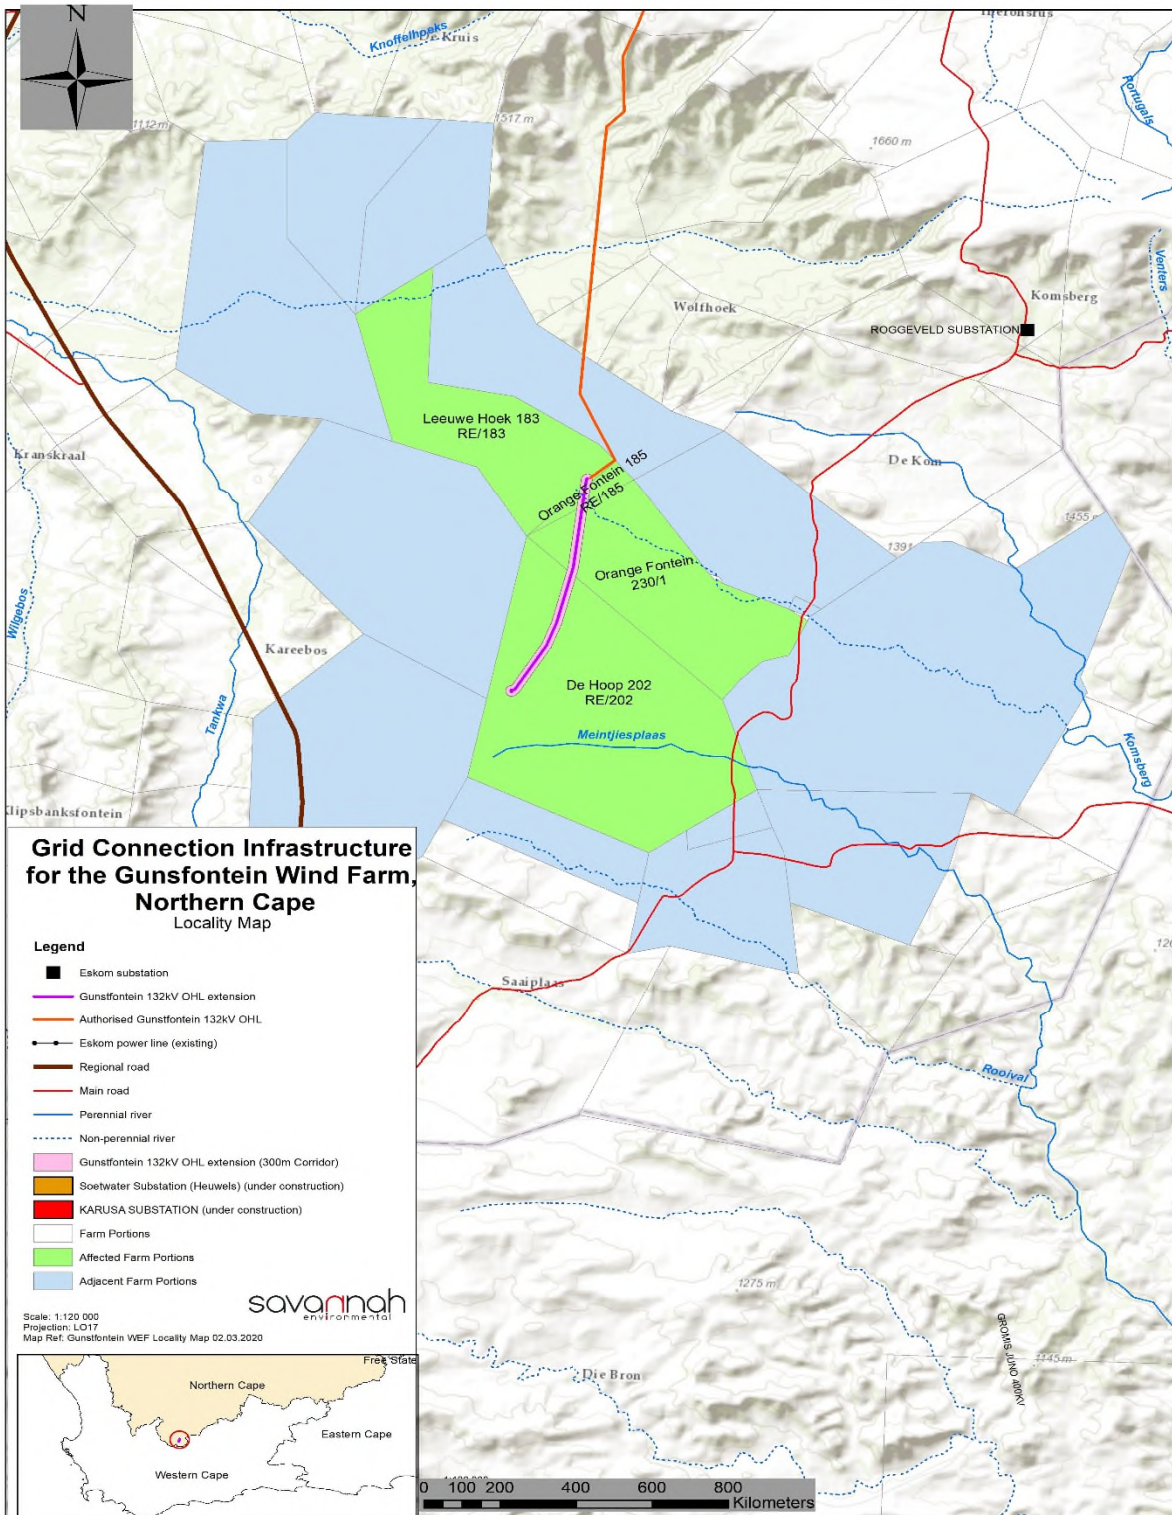 N
Knoffelhoeks
De Kruis
Portugals
1112 m
1517 m
1660 m
Venters
Komsberg
Wolfhoek
ROGGEVELD SUBSTATION
Leeuwe Hoek 183
RE/183
Kranskraal
De Kom
Orange Fontein 185
RE/185
1455 m
1391
Orange Fontein
230/1
Wilgebos
Kareebos
De Hoop 202
RE/202
Tankwa
Meintjiesplaas
Komsberg
Klipsbanksfontein
Grid Connection Infrastructure
for the Gunsfontein Wind Farm,
Northern Cape
Locality Map
Legend
Eskom substation
Gunstfontein 132kV OHL extension
Authorised Gunstfontein 132kV OHL
Eskom power line (existing)
Regional road
Main road
Perennial river
Non-perennial river
Gunstfontein 132kV OHL extension (300m Corridor)
Soetwater Substation (Heuwels) (under construction)
KARUSA SUBSTATION (under construction)
Farm Portions
Affected Farm Portions
Adjacent Farm Portions
savannah
environmental
Scale: 1:120 000
Projection: LO17
Map Ref: Gunstfontein WEF Locality Map 02.03.2020
Saaiplaas
Rooival
1275 m
GROMIS JUNO 400KV
1145 m
Die Bron
Free State
Northern Cape
Eastern Cape
Western Cape
0 100 200 400 600 800
Kilometers